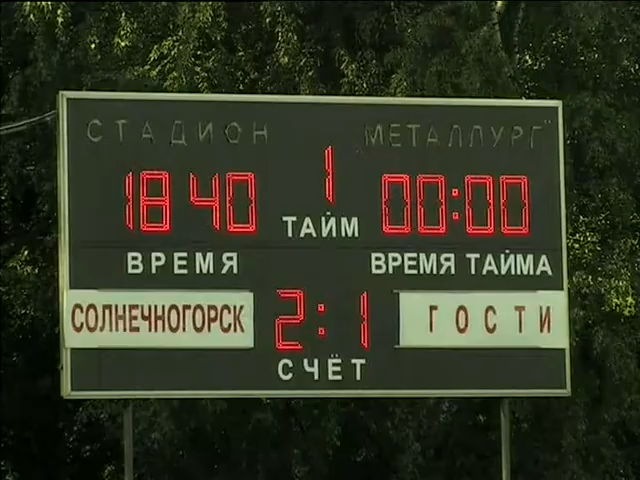 СТАДИОН „МЕТАЛЛУРГ"
18 40 1 00:00
ТАЙМ
ВРЕМЯ ВРЕМЯ ТАЙМА
СОЛНЕЧНОГОРСК 2:1 ГОСТИ
СЧЁТ